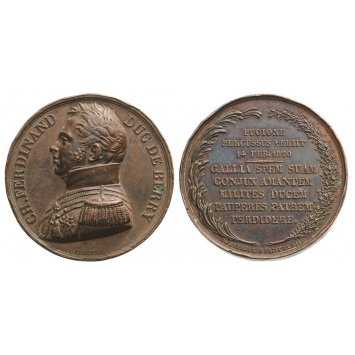 CH. FERDINAND DUC DE BERRY
PUGIONE
PERCUSSUS PERIIT
14 FEB. 1820
GALLIA SPEM SUAM
CONJUX AMANTEM
MILITES DUCEM
PAUPERES PATREM
PERDIDERE.